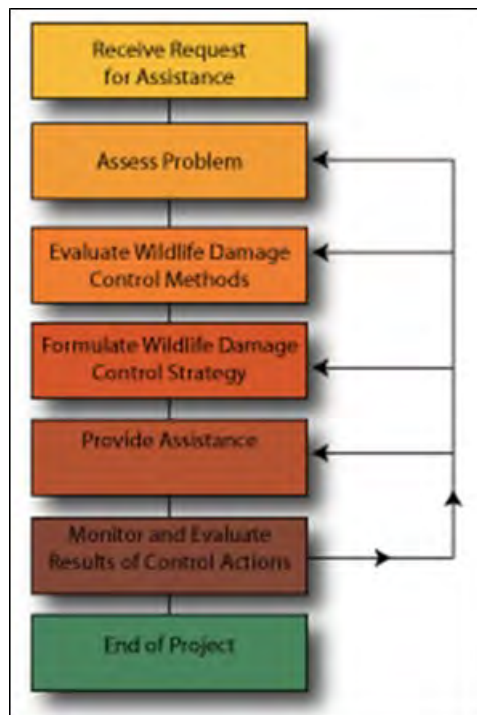 Receive Request
for Assistance
Assess Problem
Evaluate Wildlife Damage
Control Methods
Formulate Wildlife Damage
Control Strategy
Provide Assistance
Monitor and Evaluate
Results of Control Actions
End of Project